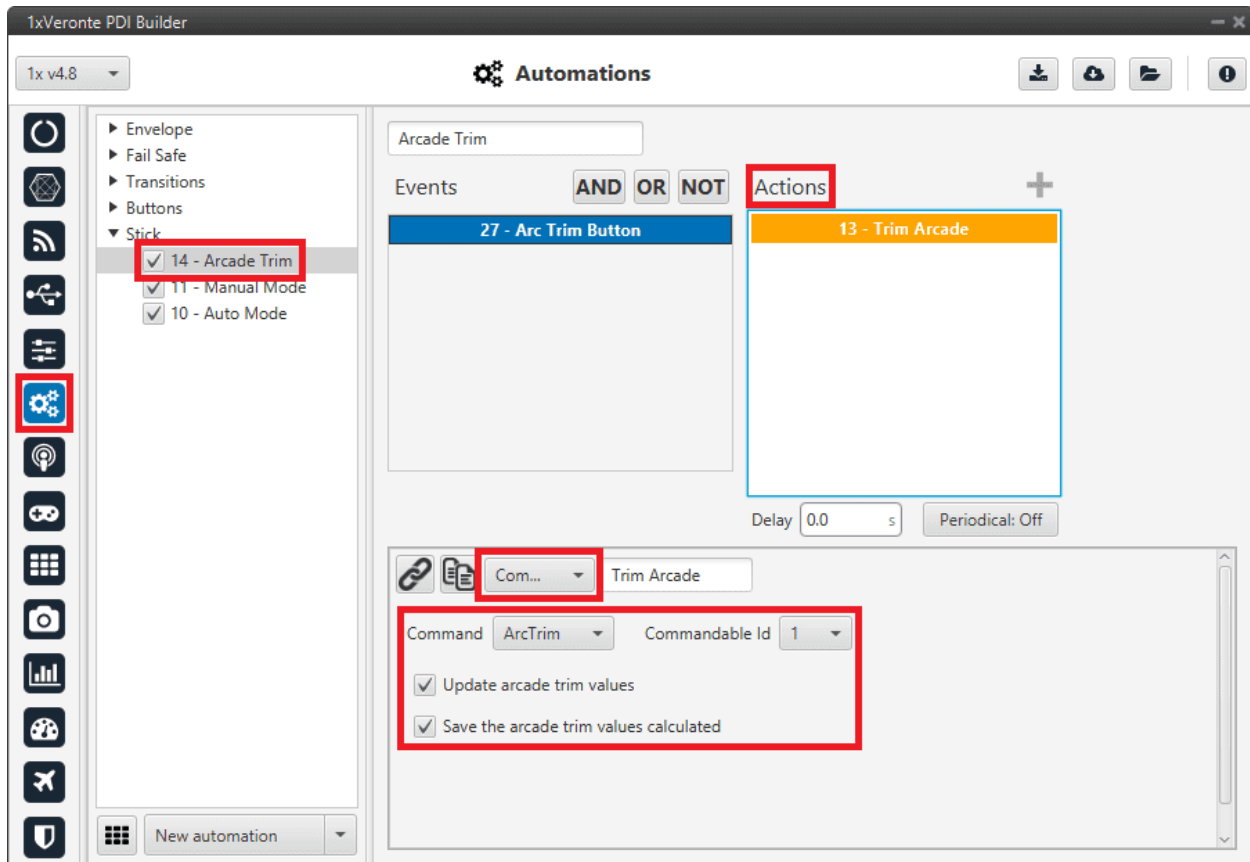 1xVeronte PDI Builder
1x v4.8
Automations
Envelope
Fail Safe
Transitions
Buttons
Stick
14 - Arcade Trim
11 - Manual Mode
10 - Auto Mode
New automation
Arcade Trim
Events AND OR NOT Actions
27 - Arc Trim Button
13 - Trim Arcade
Delay 0.0 s Periodical: Off
Com... Trim Arcade
Command ArcTrim Commandable Id 1
Update arcade trim values
Save the arcade trim values calculated